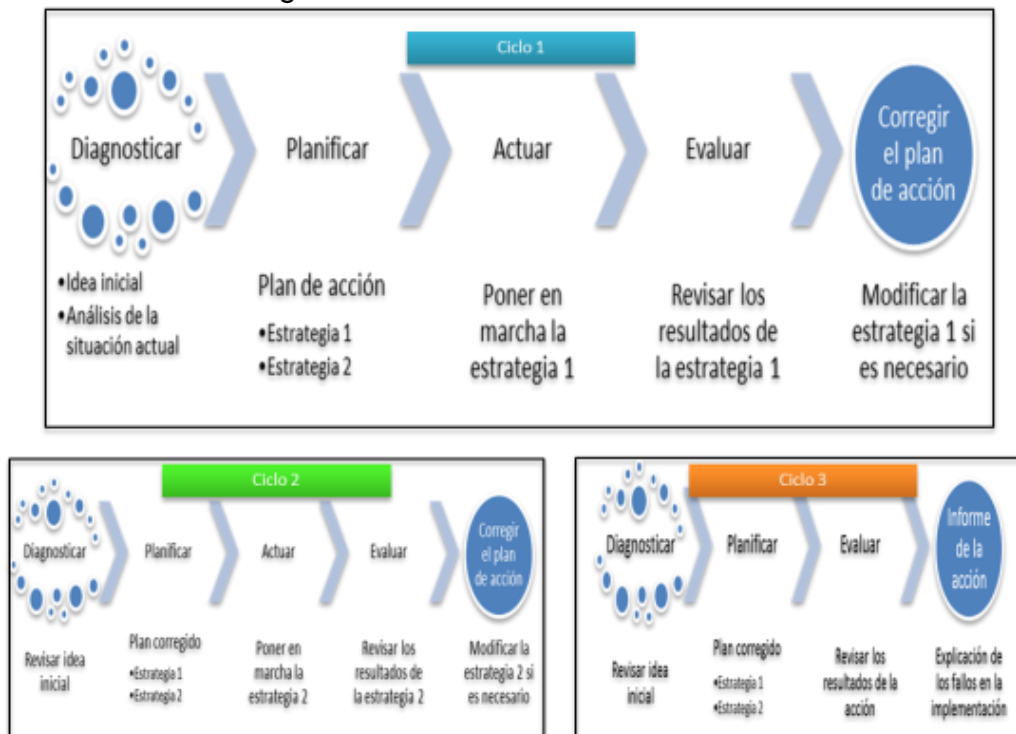 Ciclo 1
Diagnosticar
Planificar
Actuar
Evaluar
Corregir
el plan
de acción
•Idea inicial
•Análisis de la
situación actual
Plan de acción
•Estrategia 1
•Estrategia 2
Poner en
marcha la
estrategia 1
Revisar los
resultados de
la estrategia 1
Modificar la
estrategia 1 si
es necesario
Ciclo 2
Diagnosticar
Planificar
Actuar
Evaluar
Corregir
el plan
de acción
Revisar idea
inicial
Plan corregido
•Estrategia 1
•Estrategia 2
Poner en
marcha la
estrategia 2
Revisar los
resultados de
la estrategia 2
Modificar la
estrategia 2 si
es necesario
Ciclo 3
Diagnosticar
Planificar
Evaluar
Informe
de la
acción
Revisar idea
inicial
Plan corregido
•Estrategia 1
•Estrategia 2
Revisar los
resultados de la
acción
Explicación de
los fallos en la
implementación